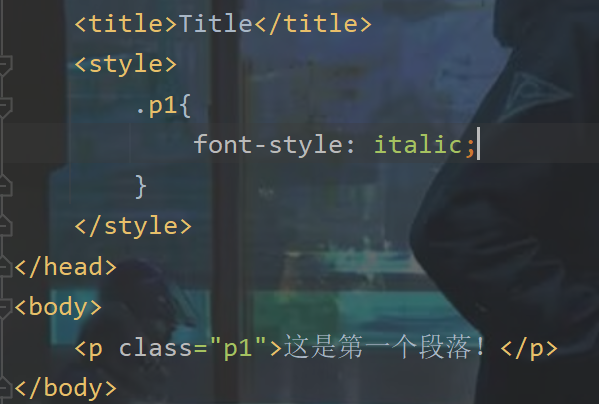 <title>Title</title>
<style>
.p1{
font-style: italic;
}
</style>
</head>
<body>
<p class="p1">这是第一个段落！</p>
</body>